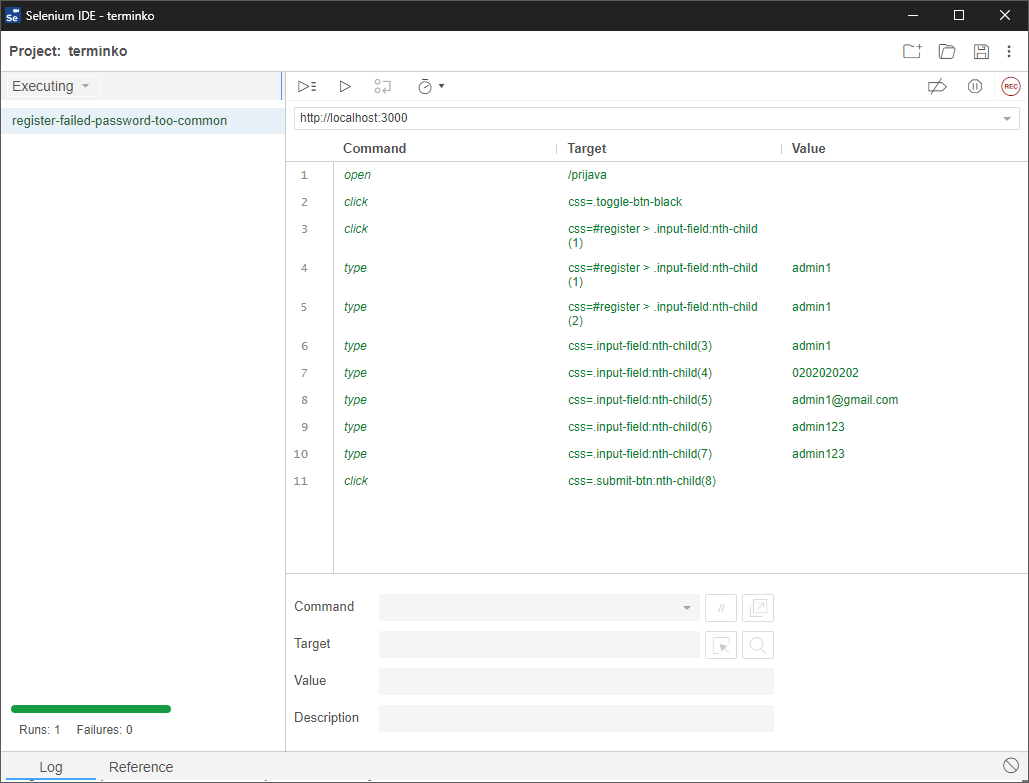 Se Selenium IDE - terminko
Project: terminko
Executing
REC
register-failed-password-too-common
http://localhost:3000
Command Target Value
1 open /prijava
2 click css=.toggle-btn-black
3 click css=#register > .input-field:nth-child
(1)
4 type css=#register > .input-field:nth-child admin1
(1)
5 type css=#register > .input-field:nth-child admin1
(2)
6 type css=.input-field:nth-child(3) admin1
7 type css=.input-field:nth-child(4) 0202020202
8 type css=.input-field:nth-child(5) admin1@gmail.com
9 type css=.input-field:nth-child(6) admin123
10 type css=.input-field:nth-child(7) admin123
11 click css=.submit-btn:nth-child(8)
Command //
Target
Value
Description
Runs: 1 Failures: 0
Log Reference